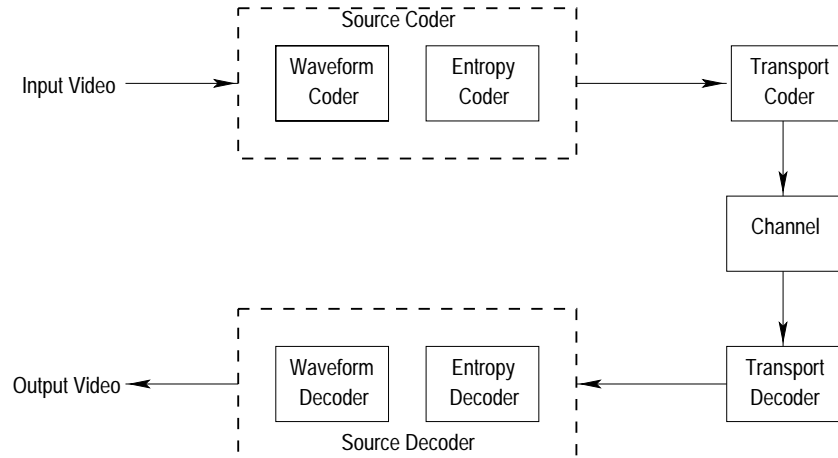 Source Coder
Input Video
Waveform
Coder
Entropy
Coder
Transport
Coder
Channel
Output Video
Waveform
Decoder
Entropy
Decoder
Transport
Decoder
Source Decoder